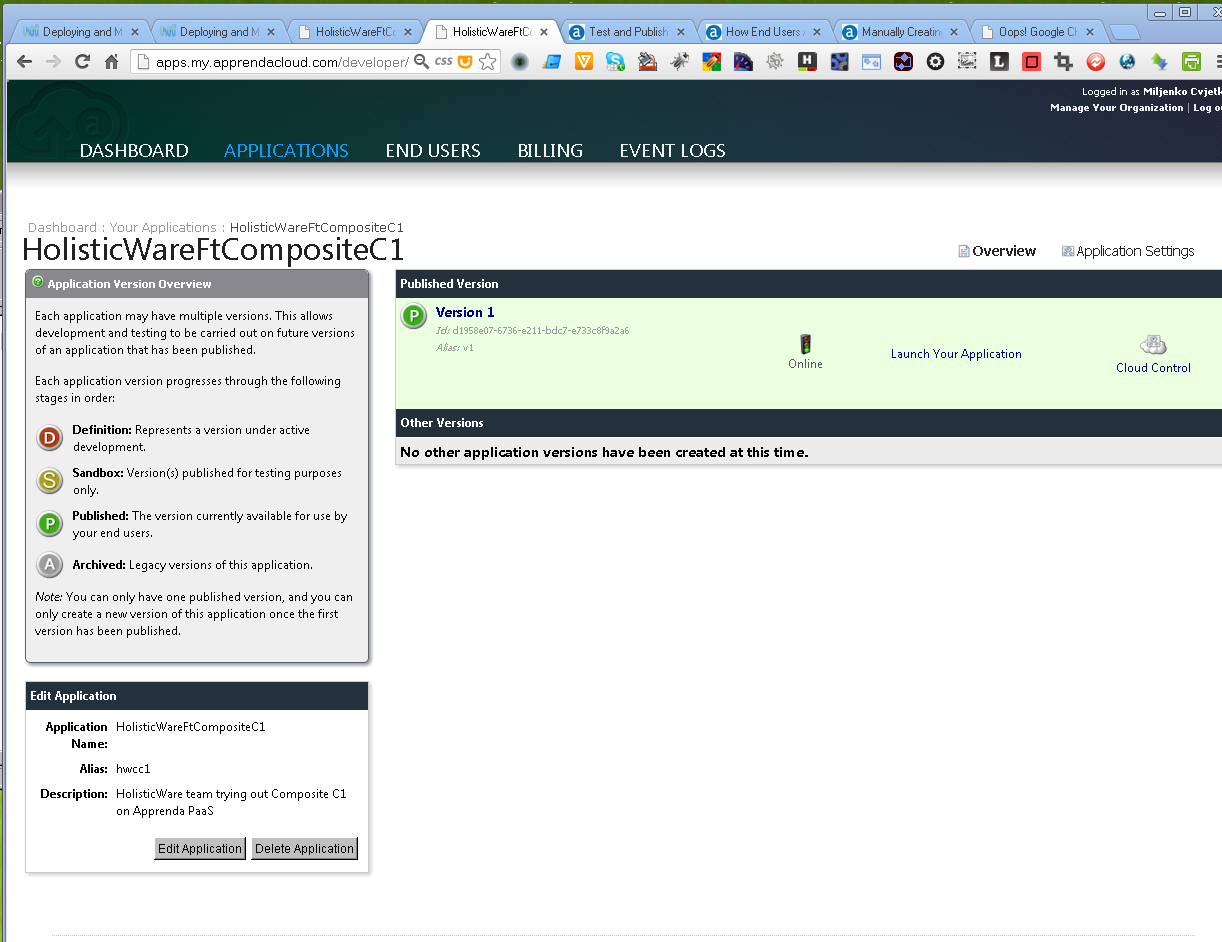 Deploying and M
Deploying and M
HolisticWareFtCo
HolisticWareFtCo
Test and Publish
How End Users
Manually Creatin
Oops! Google Ch
apps.my.apprendacloud.com/developer/
CSS
Logged in as Miljenko Cvjetk
Manage Your Organization | Log ou
DASHBOARD APPLICATIONS END USERS BILLING EVENT LOGS
Dashboard : Your Applications : HolisticWareFtCompositeC1
HolisticWareFtCompositeC1
Overview Application Settings
Application Version Overview
Each application may have multiple versions. This allows
development and testing to be carried out on future versions
of an application that has been published.
Each application version progresses through the following
stages in order:
D Definition: Represents a version under active
development.
S Sandbox: Version(s) published for testing purposes
only.
P Published: The version currently available for use by
your end users.
A Archived: Legacy versions of this application.
Note: You can only have one published version, and you can
only create a new version of this application once the first
version has been published.
Edit Application
Application HolisticWareFtCompositeC1
Name:
Alias: hwcc1
Description: HolisticWare team trying out Composite C1
on Apprenda PaaS
Edit Application Delete Application
Published Version
P Version 1
Id: d1958e07-6736-e211-bdc7-e733c8f9a2a6
Alias: v1
Online
Launch Your Application
Cloud Control
Other Versions
No other application versions have been created at this time.